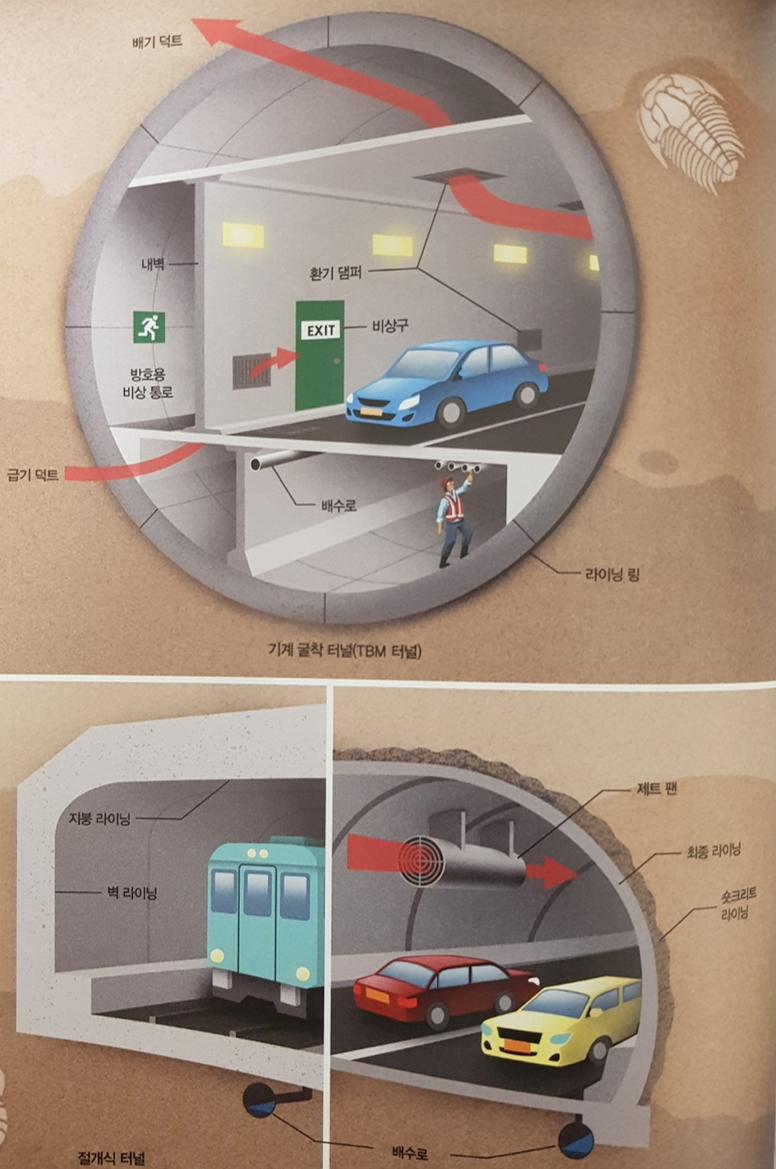 배기 덕트
내벽
환기 댐퍼
EXIT
비상구
방호용
비상 통로
급기 덕트
배수로
라이닝 링
기계 굴착 터널(TBM 터널)
지붕 라이닝
벽 라이닝
제트 팬
최종 라이닝
숏크리트
라이닝
배수로
절개식 터널